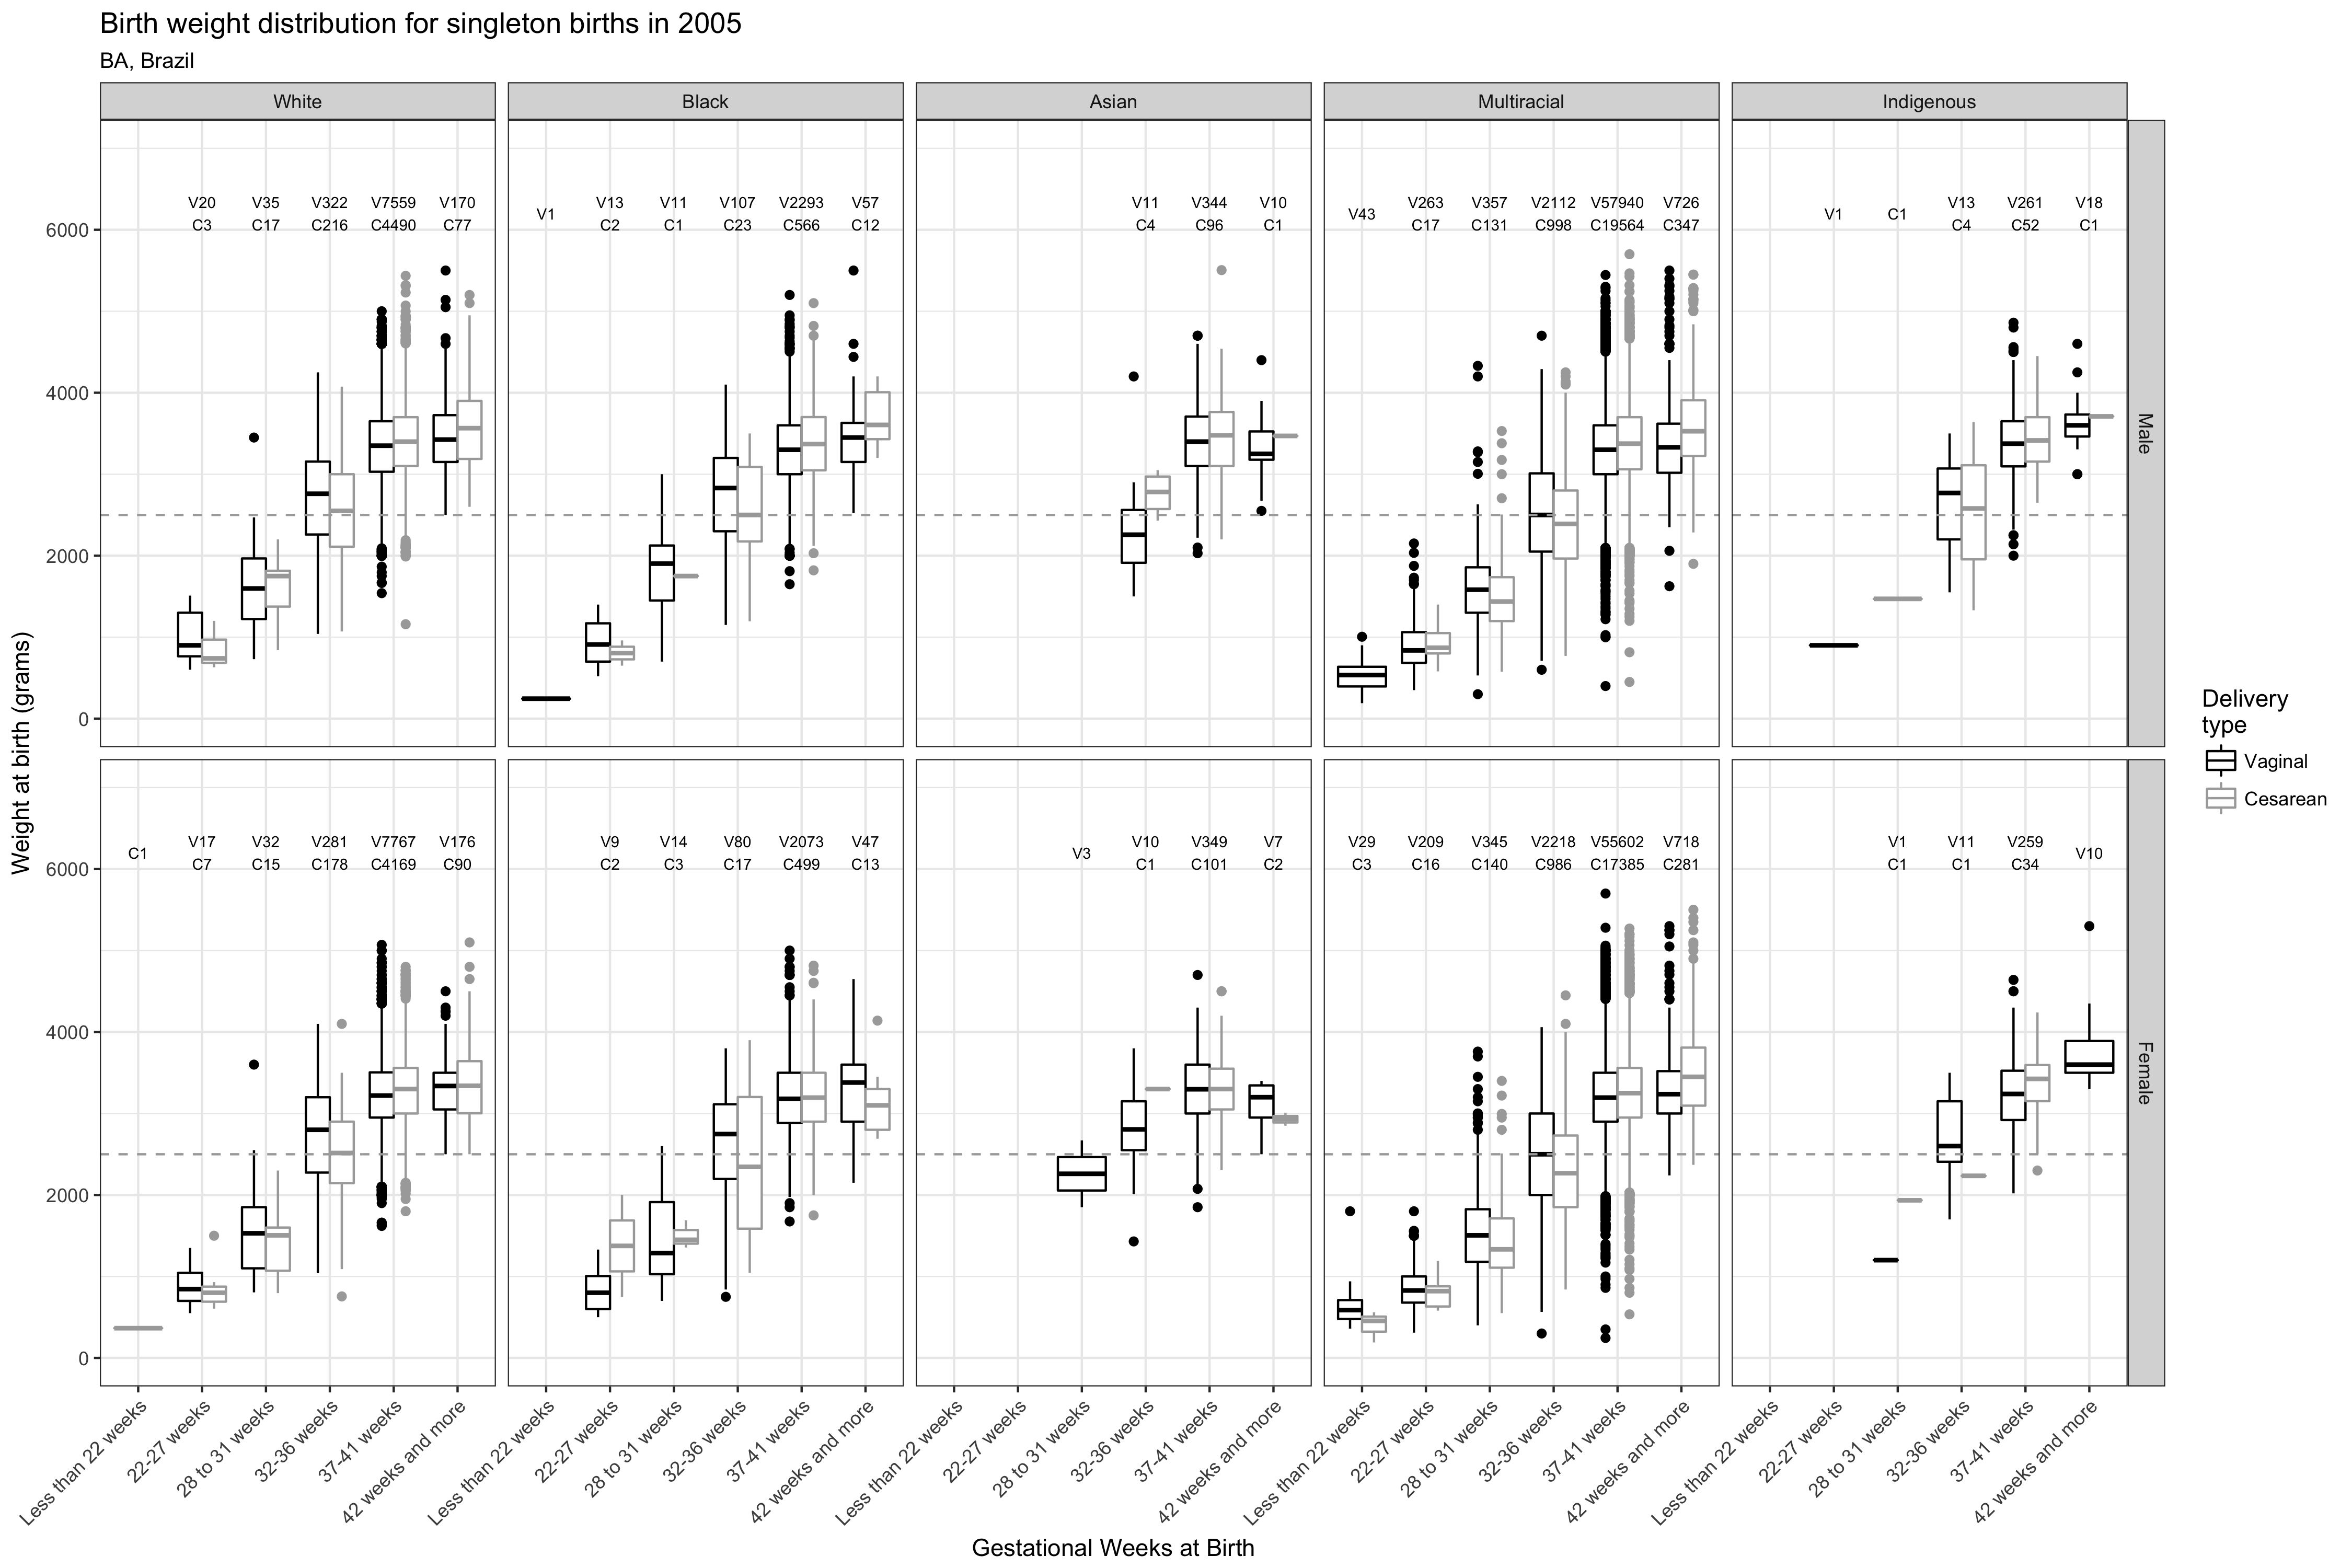 Birth weight distribution for singleton births in 2005
BA, Brazil
White
Black
Asian
Multiracial
Indigenous
Weight at birth (grams)
6000
4000
2000
0
V20 V35 V322 V7559 V170
C3 C17 C216 C4490 C77
V1
V13 V11 V107 V2293 V57
C2 C1 C23 C566 C12
V11 V344 V10
C4 C96 C1
V43
V263 V357 V2112 V57940 V726
C17 C131 C998 C19564 C347
V1
C1
V13 V261 V18
C4 C52 C1
Male
6000
4000
2000
0
C1
V17 V32 V281 V7767 V176
C7 C15 C178 C4169 C90
V9 V14 V80 V2073 V47
C2 C3 C17 C499 C13
V3
V10 V349 V7
C1 C101 C2
V29 V209 V345 V2218 V55602 V718
C3 C16 C140 C986 C17385 C281
V1 V11 V259
C1 C1 C34
V10
Female
Less than 22 weeks
22-27 weeks
28 to 31 weeks
32-36 weeks
37-41 weeks
42 weeks and more
Less than 22 weeks
22-27 weeks
28 to 31 weeks
32-36 weeks
37-41 weeks
42 weeks and more
Less than 22 weeks
22-27 weeks
28 to 31 weeks
32-36 weeks
37-41 weeks
42 weeks and more
Less than 22 weeks
22-27 weeks
28 to 31 weeks
32-36 weeks
37-41 weeks
42 weeks and more
Less than 22 weeks
22-27 weeks
28 to 31 weeks
32-36 weeks
37-41 weeks
42 weeks and more
Gestational Weeks at Birth
Delivery
type
Vaginal
Cesarean